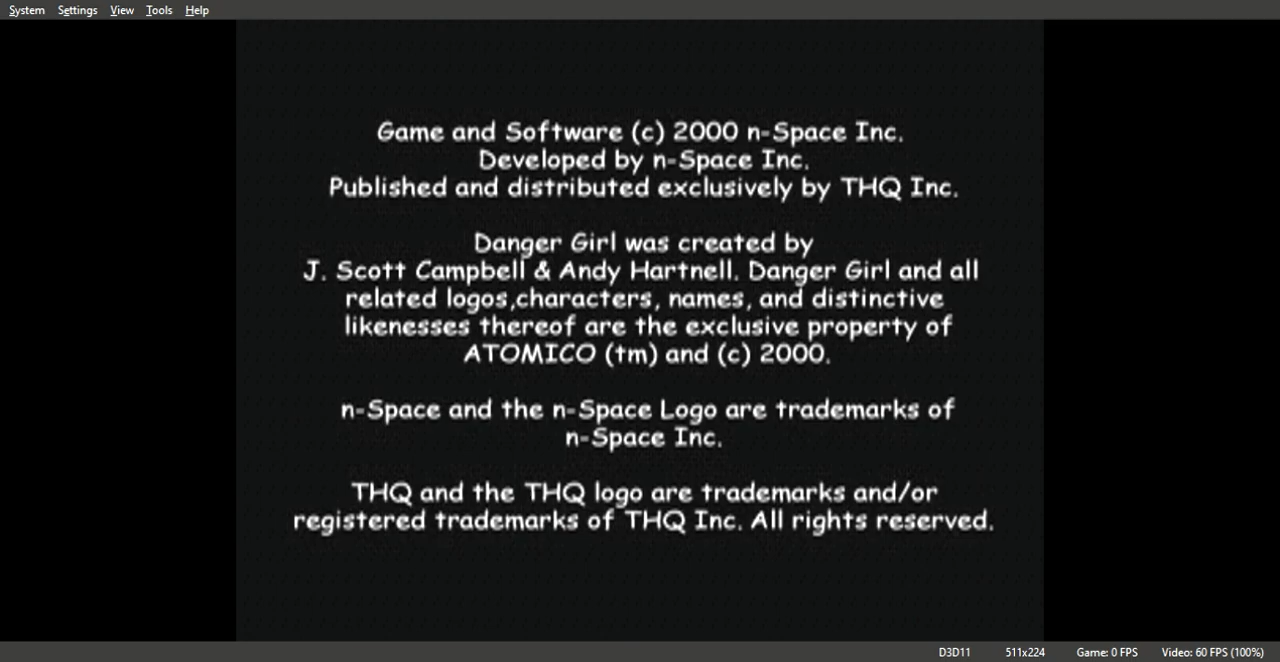 System Settings View Tools Help
Game and Software (c) 2000 n-Space Inc.
Developed by n-Space Inc.
Published and distributed exclusively by THQ Inc.
Danger Girl was created by
J. Scott Campbell & Andy Hartnell. Danger Girl and all
related logos,characters, names, and distinctive
likenesses thereof are the exclusive property of
ATOMICO (tm) and (c) 2000.
n-Space and the n-Space Logo are trademarks of
n-Space Inc.
THQ and the THQ logo are trademarks and/or
registered trademarks of THQ Inc. All rights reserved.
D3D11 511x224 Game: 0 FPS Video: 60 FPS (100%)